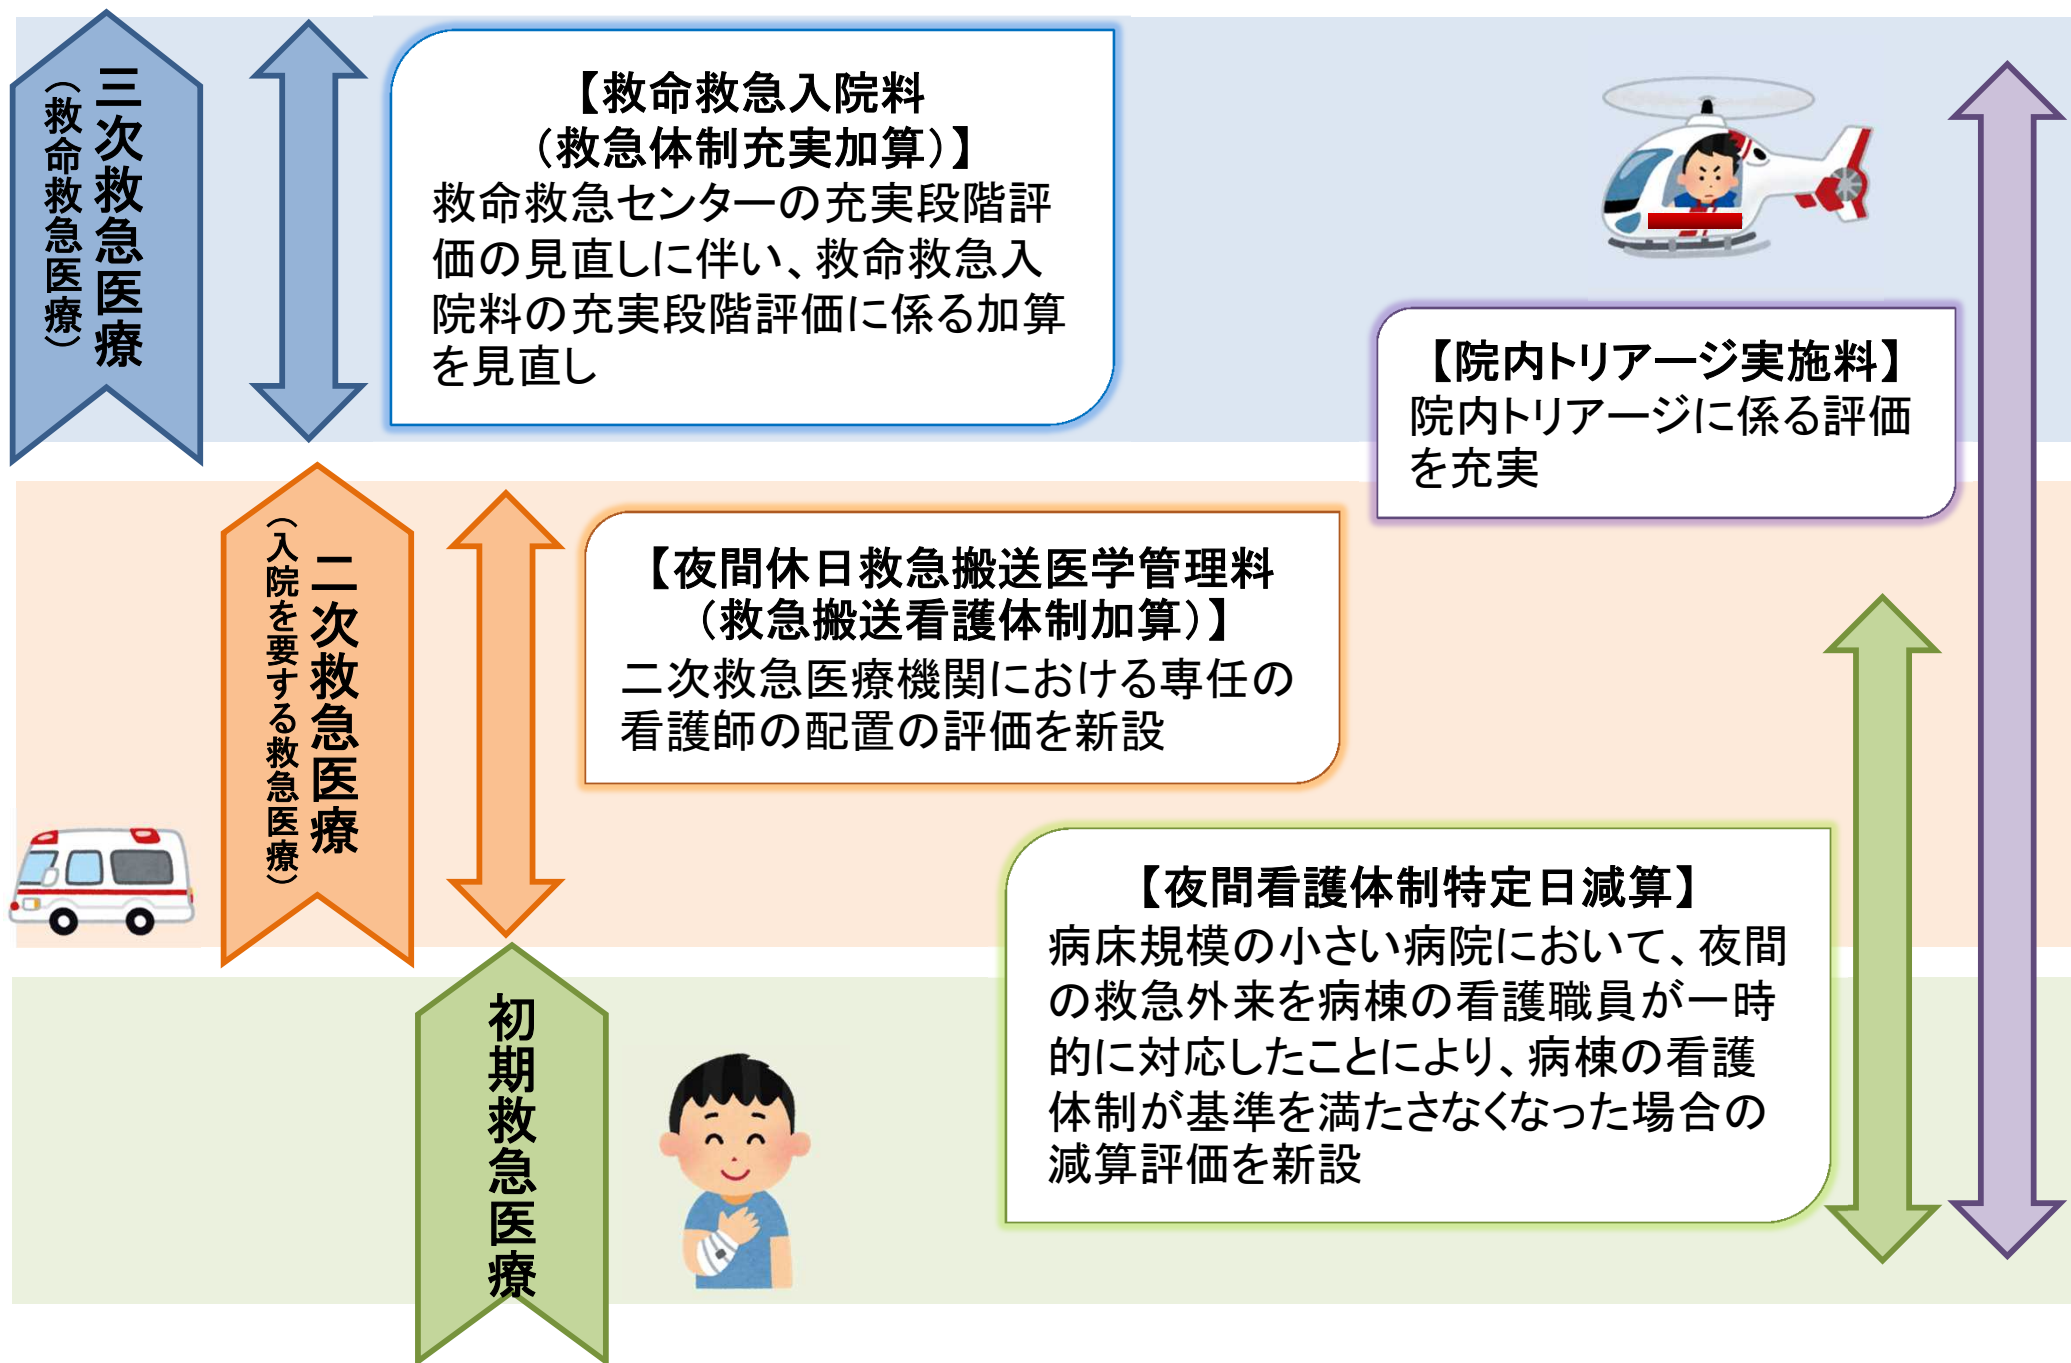 三次救急医療
（救命救急医療）
【救命救急入院料
（救急体制充実加算）】
救命救急センターの充実段階評
価の見直しに伴い、救命救急入
院料の充実段階評価に係る加算
を見直し
【院内トリアージ実施料】
院内トリアージに係る評価
を充実
二次救急医療
（入院を要する救急医療）
【夜間休日救急搬送医学管理料
（救急搬送看護体制加算）】
二次救急医療機関における専任の
看護師の配置の評価を新設
初期救急医療
【夜間看護体制特定日減算】
病床規模の小さい病院において、夜間
の救急外来を病棟の看護職員が一時
的に対応したことにより、病棟の看護
体制が基準を満たさなくなった場合の
減算評価を新設